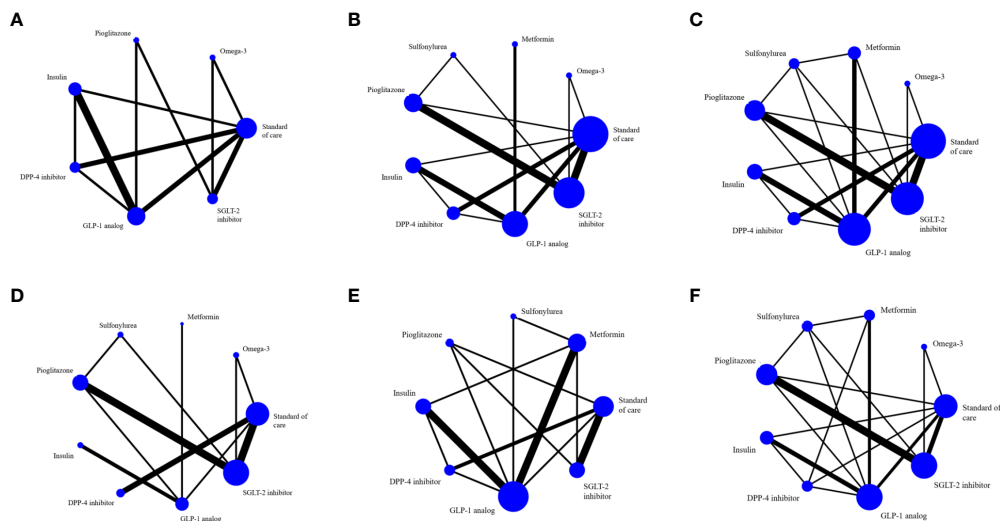 A
Pioglitazone
Omega-3
Insulin
Standard
of care
DPP-4 inhibitor
SGLT-2
inhibitor
GLP-1 analog
B
Sulfonylurea
Metformin
Omega-3
Pioglitazone
Standard
of care
Insulin
DPP-4 inhibitor
SGLT-2
inhibitor
GLP-1 analog
C
Metformin
Sulfonylurea
Omega-3
Pioglitazone
Standard
of care
Insulin
DPP-4 inhibitor
SGLT-2
inhibitor
GLP-1 analog
D
Metformin
Sulfonylurea
Omega-3
Pioglitazone
Standard of
care
Insulin
DPP-4 inhibitor
SGLT-2 inhibitor
GLP-1 analog
E
Sulfonylurea
Metformin
Pioglitazone
Insulin
Standard
of care
DPP-4 inhibitor
SGLT-2
inhibitor
GLP-1 analog
F
Metformin
Sulfonylurea
Omega-3
Pioglitazone
Standard of care
Insulin
SGLT-2 inhibitor
DPP-4 inhibitor
GLP-1 analog